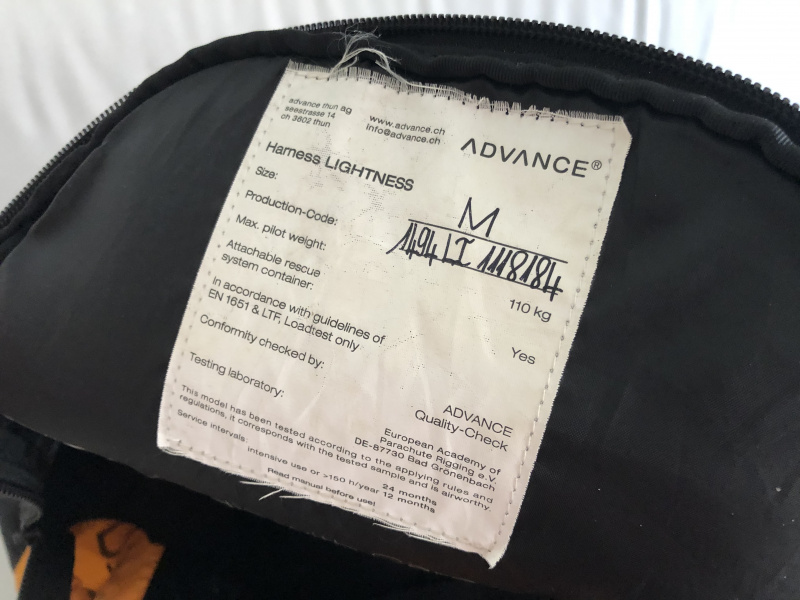 advance thun ag
seestrasse 14
ch 3602 thun
www.advance.ch
info@advance.ch
ADVANCE®
Harness LIGHTNESS
Size: M
Production-Code: 1494 LI 1118184
Max. pilot weight: 110 kg
Attachable rescue
system container: Yes
In accordance with guidelines of
EN 1651 & LTF, Loadtest only
Conformity checked by: ADVANCE
Quality-Check
Testing laboratory: European Academy of
Parachute Rigging e.V.
DE-87730 Bad Grönenbach
This model has been tested according to the applying rules and
regulations, it corresponds with the tested sample and is airworthy.
Service intervals: 24 months
intensive use or >150 h/year 12 months
Read manual before use!